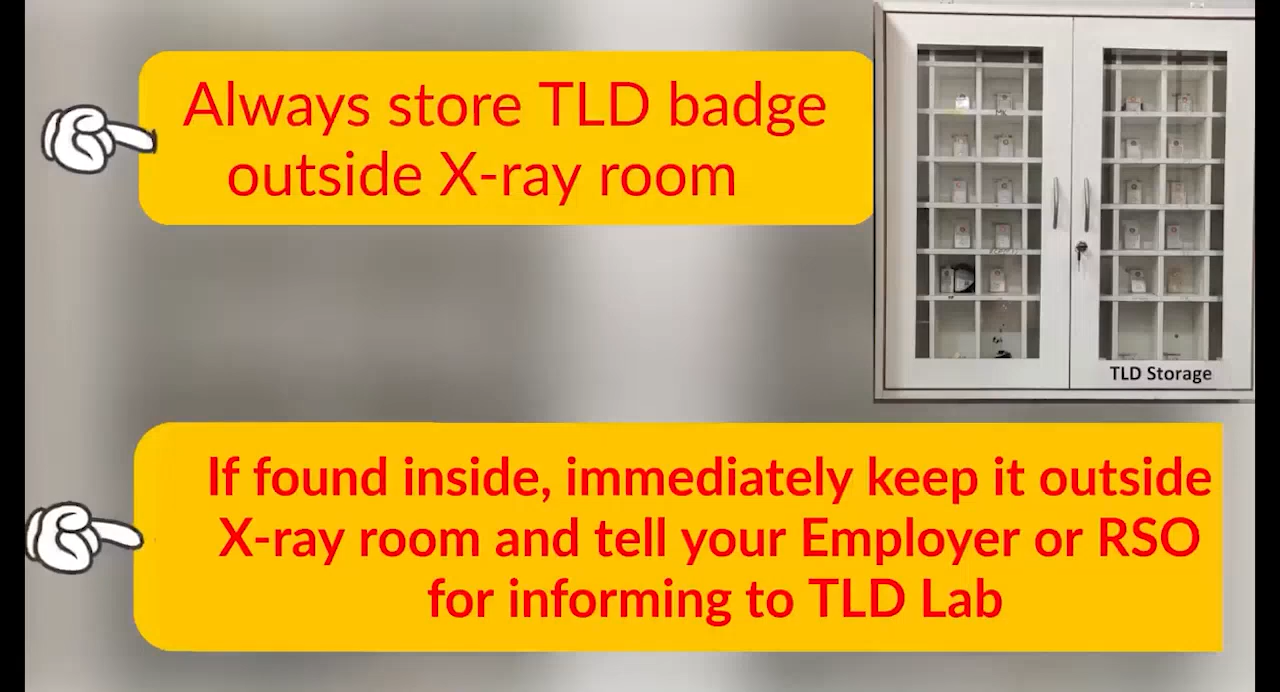 Always store TLD badge
outside X-ray room
TLD Storage
If found inside, immediately keep it outside
X-ray room and tell your Employer or RSO
for informing to TLD Lab